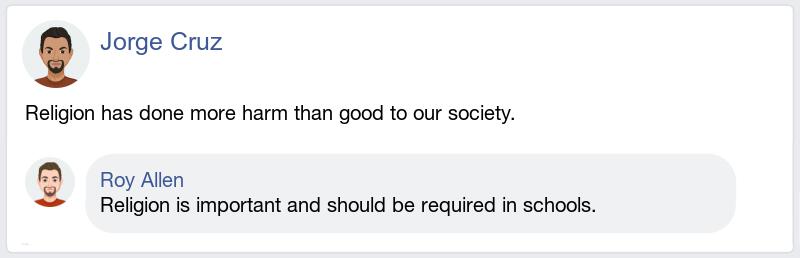 Jorge Cruz
Religion has done more harm than good to our society.
Roy Allen
Religion is important and should be required in schools.